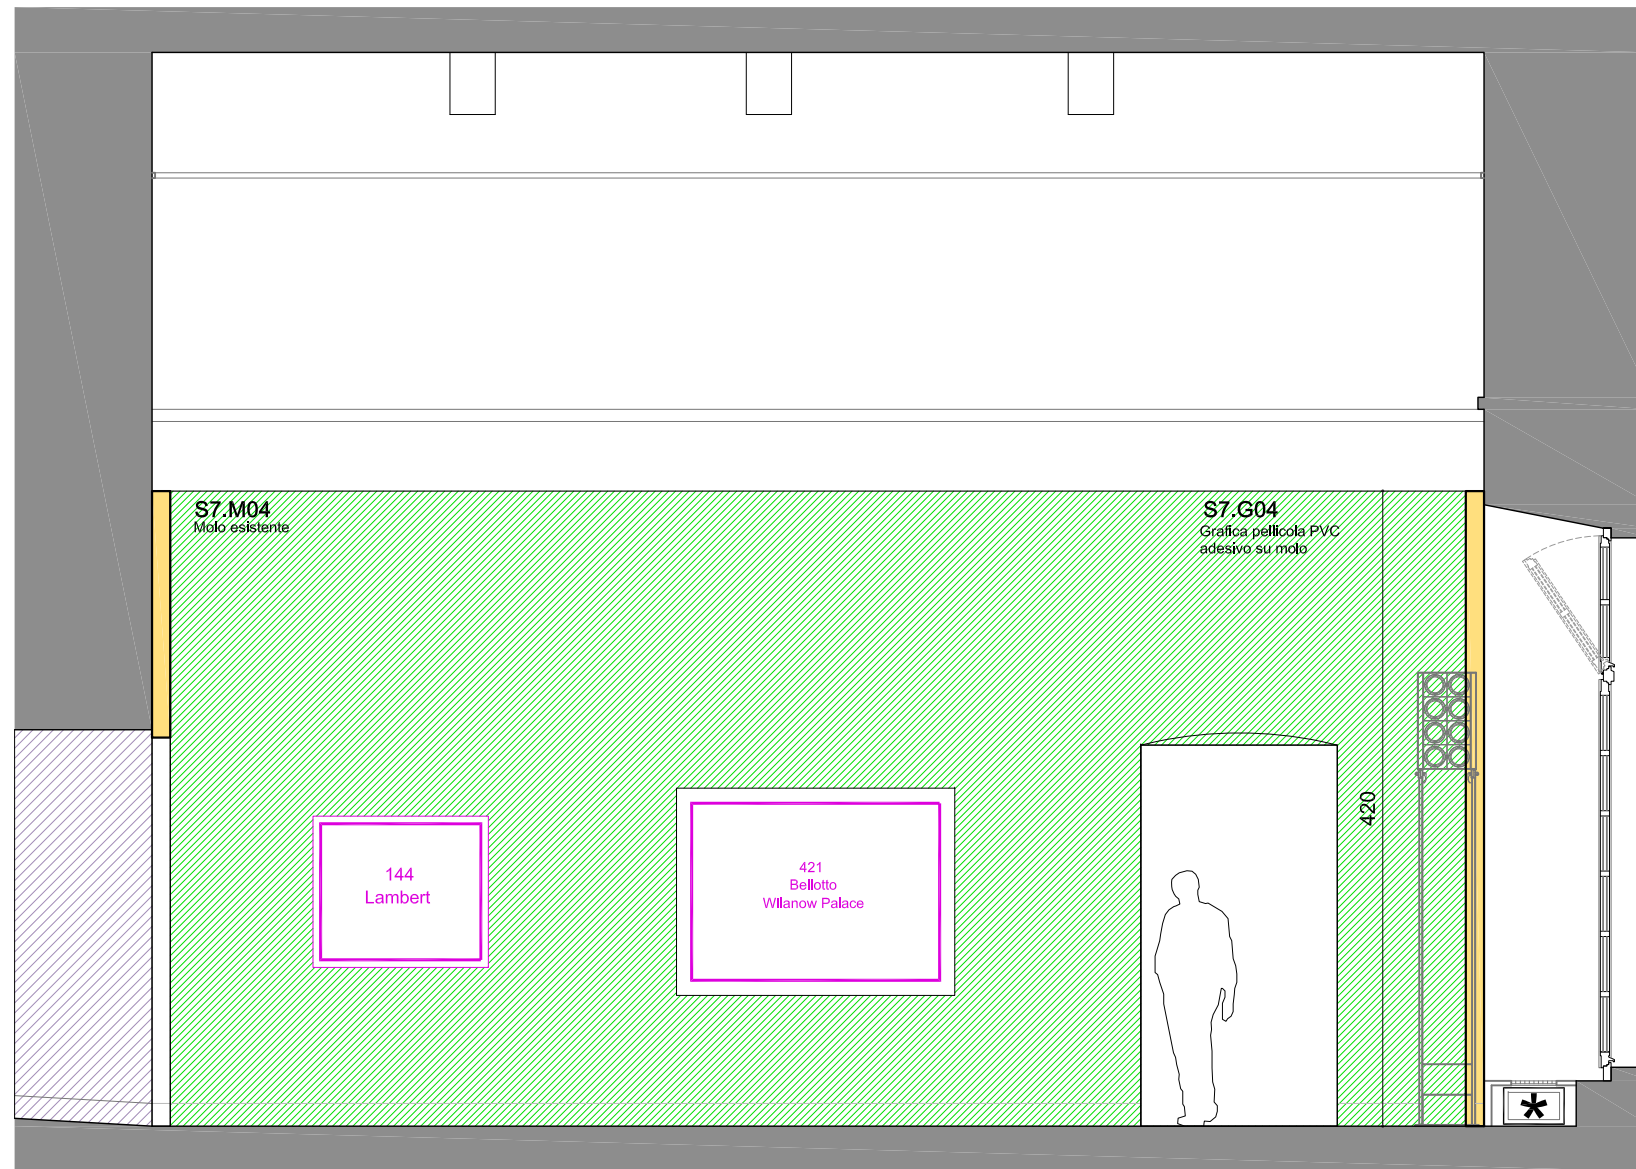 S7.M04
Molo esistente
S7.G04
Grafica pellicola PVC
adesivo su molo
420
144
Lambert
421
Bellotto
WIlanow Palace
*